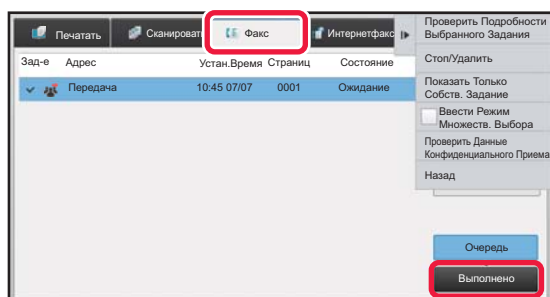 Печатать
Сканироват
Факс
Интернетфакс
Зад-е Адрес Устан.Время Страниц Состояние
Передача 10:45 07/07 0001 Ожидание
Проверить Подробности
Выбранного Задания
Стоп/Удалить
Показать Только
Собств. Задание
Ввести Режим
Множеств. Выбора
Проверить Данные
Конфиденциального Приема
Назад
Очередь
Выполнено